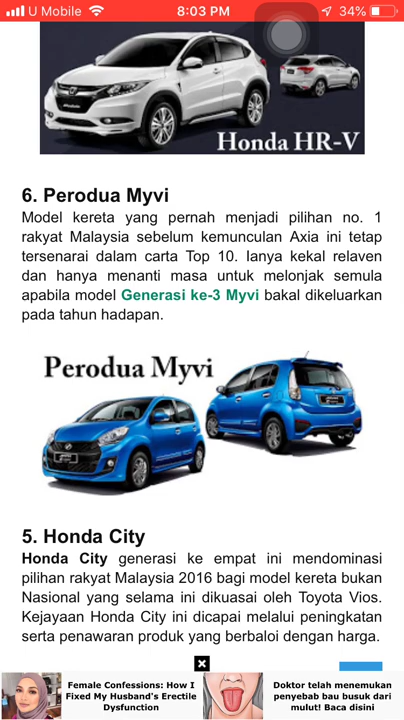 U Mobile 8:03 PM 34%
Honda HR-V
6. Perodua Myvi
Model kereta yang pernah menjadi pilihan no. 1
rakyat Malaysia sebelum kemunculan Axia ini tetap
tersenarai dalam carta Top 10. Ianya kekal relaven
dan hanya menanti masa untuk melonjak semula
apabila model Generasi ke-3 Myvi bakal dikeluarkan
pada tahun hadapan.
Perodua Myvi
5. Honda City
Honda City generasi ke empat ini mendominasi
pilihan rakyat Malaysia 2016 bagi model kereta bukan
Nasional yang selama ini dikuasai oleh Toyota Vios.
Kejayaan Honda City ini dicapai melalui peningkatan
serta penawaran produk yang berbaloi dengan harga.
Female Confessions: How I
Fixed My Husband's Erectile
Dysfunction
Doktor telah menemukan
penyebab bau busuk dari
mulut! Baca disini